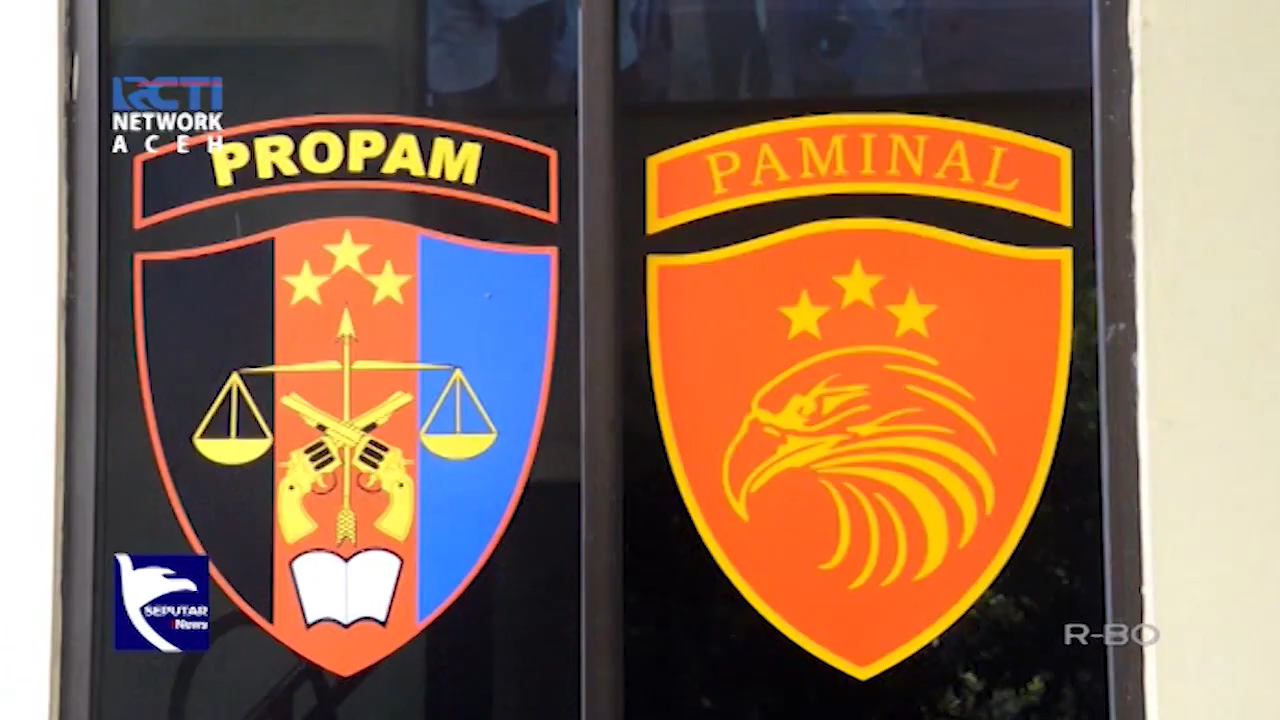 RCTI
NETWORK
ACEH
PROPAM
PAMINAL
SEPUTAR
iNews
R-BO